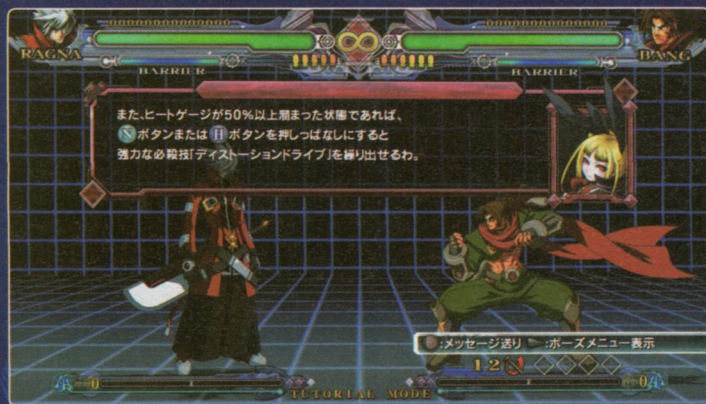 RAGNA
BANG
BARRIER
BARRIER
また、ヒートゲージが50%以上溜まった状態であれば、
Nボタンまたは Hボタンを押しっぱなしにすると
強力な必殺技「ディストーションドライブ」を繰り出せるわ。
:メッセージ送り :ポーズメニュー表示
12
0
0
TUTORIAL MODE